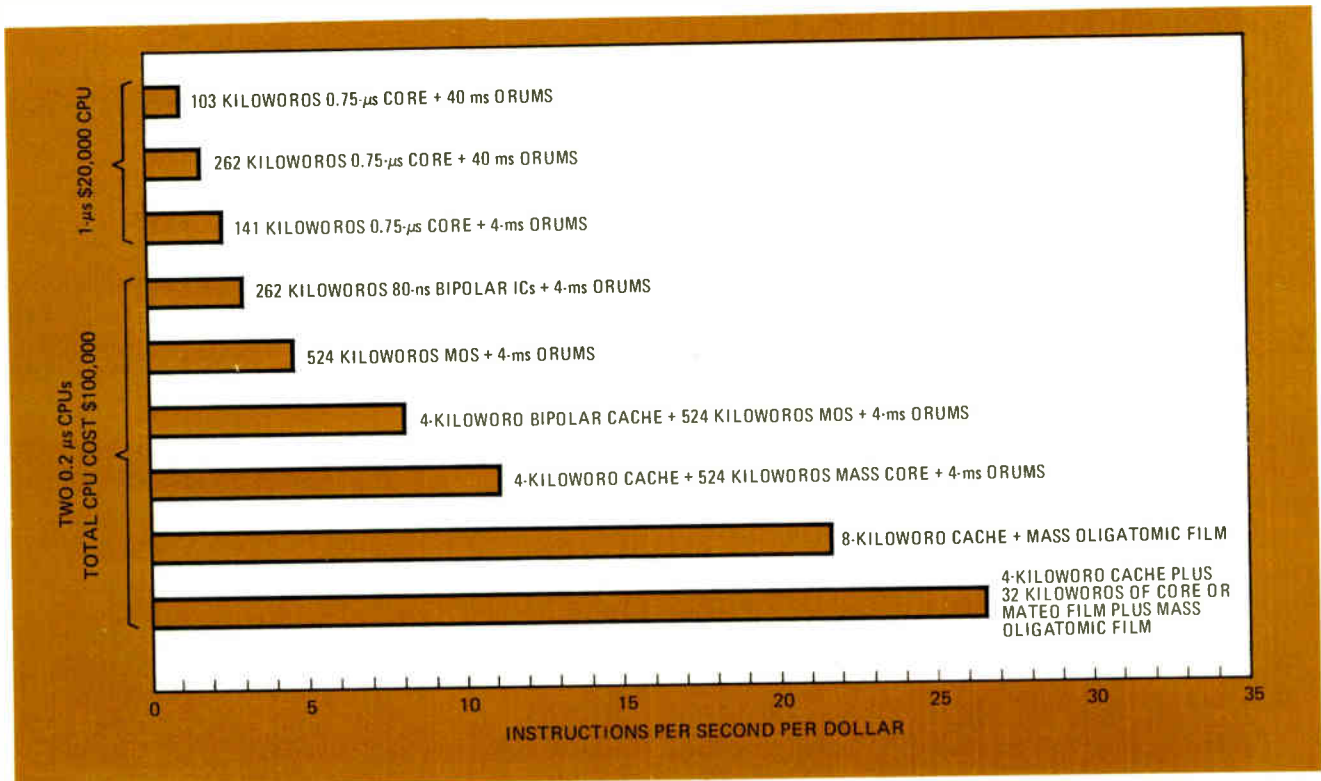 1-μs $20,000 CPU
103 KILOWOROS 0.75-μs CORE + 40 ms ORUMS
262 KILOWOROS 0.75-μs CORE + 40 ms ORUMS
141 KILOWOROS 0.75-μs CORE + 4-ms ORUMS
TWO 0.2 μs CPUs
TOTAL CPU COST $100,000
262 KILOWOROS 80-ns BIPOLAR ICs + 4-ms ORUMS
524 KILOWOROS MOS + 4-ms ORUMS
4-KILOWORO BIPOLAR CACHE + 524 KILOWOROS MOS + 4-ms ORUMS
4-KILOWORO CACHE + 524 KILOWOROS MASS CORE + 4-ms ORUMS
8-KILOWORO CACHE + MASS OLIGATOMIC FILM
4-KILOWORO CACHE PLUS
32 KILOWOROS OF CORE OR
MATEO FILM PLUS MASS
OLIGATOMIC FILM
0 5 10 15 20 25 30 35
INSTRUCTIONS PER SECOND PER DOLLAR